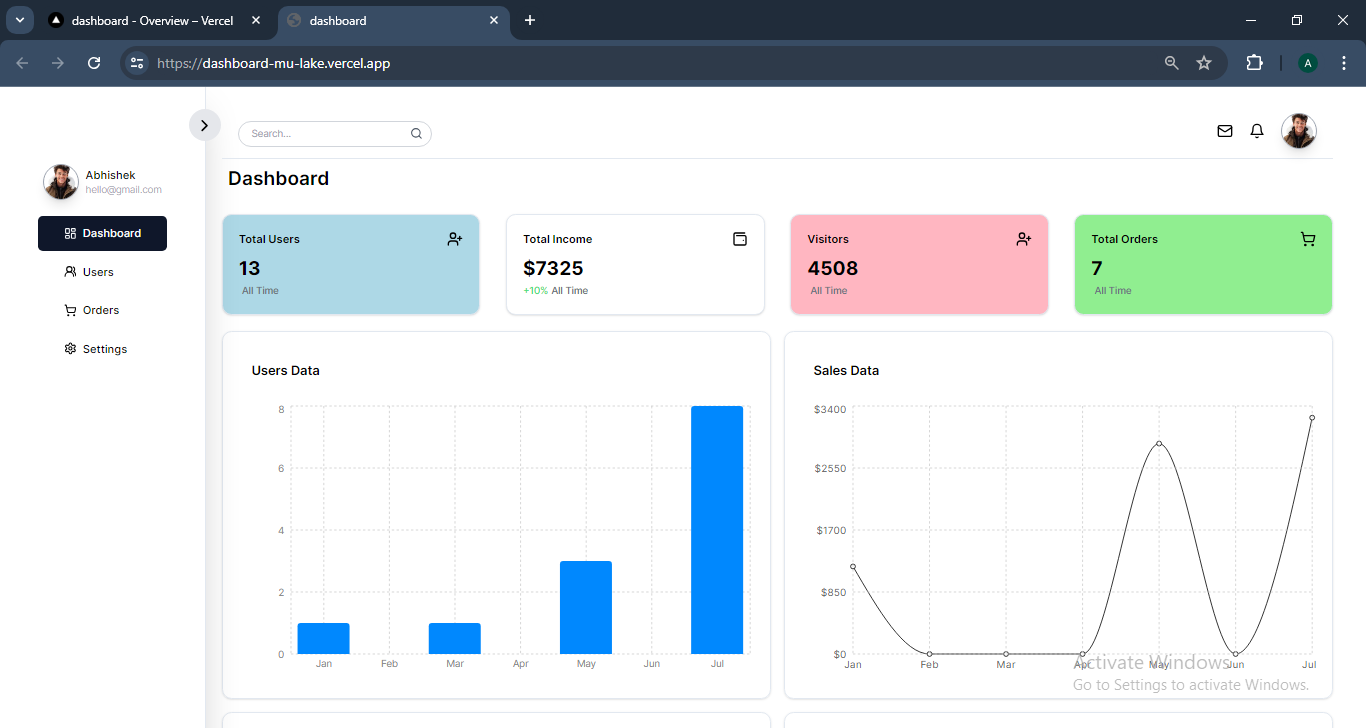 dashboard - Overview – Vercel
dashboard
https://dashboard-mu-lake.vercel.app
A
Search...
Abhishek
hello@gmail.com
Dashboard
Users
Orders
Settings
Dashboard
Total Users
13
All Time
Total Income
$7325
+10% All Time
Visitors
4508
All Time
Total Orders
7
All Time
Users Data
8
6
4
2
0
Jan Feb Mar Apr May Jun Jul
Sales Data
$3400
$2550
$1700
$850
$0
Jan Feb Mar Apr May Jun Jul
Activate Windows
Go to Settings to activate Windows.